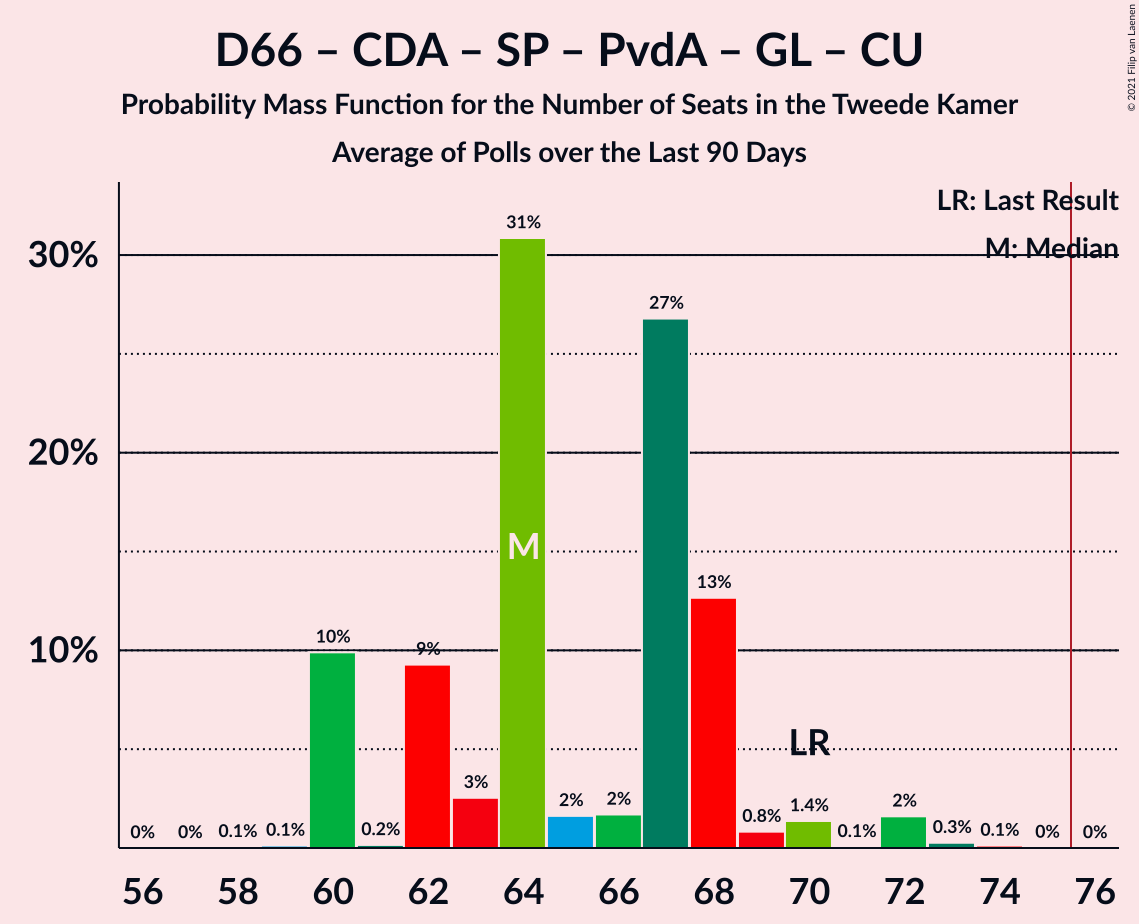 D66 – CDA – SP – PvdA – GL – CU
Probability Mass Function for the Number of Seats in the Tweede Kamer
Average of Polls over the Last 90 Days
© 2021 Filip van Laenen
LR: Last Result
M: Median
30%
20%
10%
0%
0%
0.1%
0.1%
10%
0.2%
9%
3%
31%
2%
2%
27%
13%
0.8%
1.4%
0.1%
2%
0.3%
0.1%
0%
0%
M
LR
56 58 60 62 64 66 68 70 72 74 76